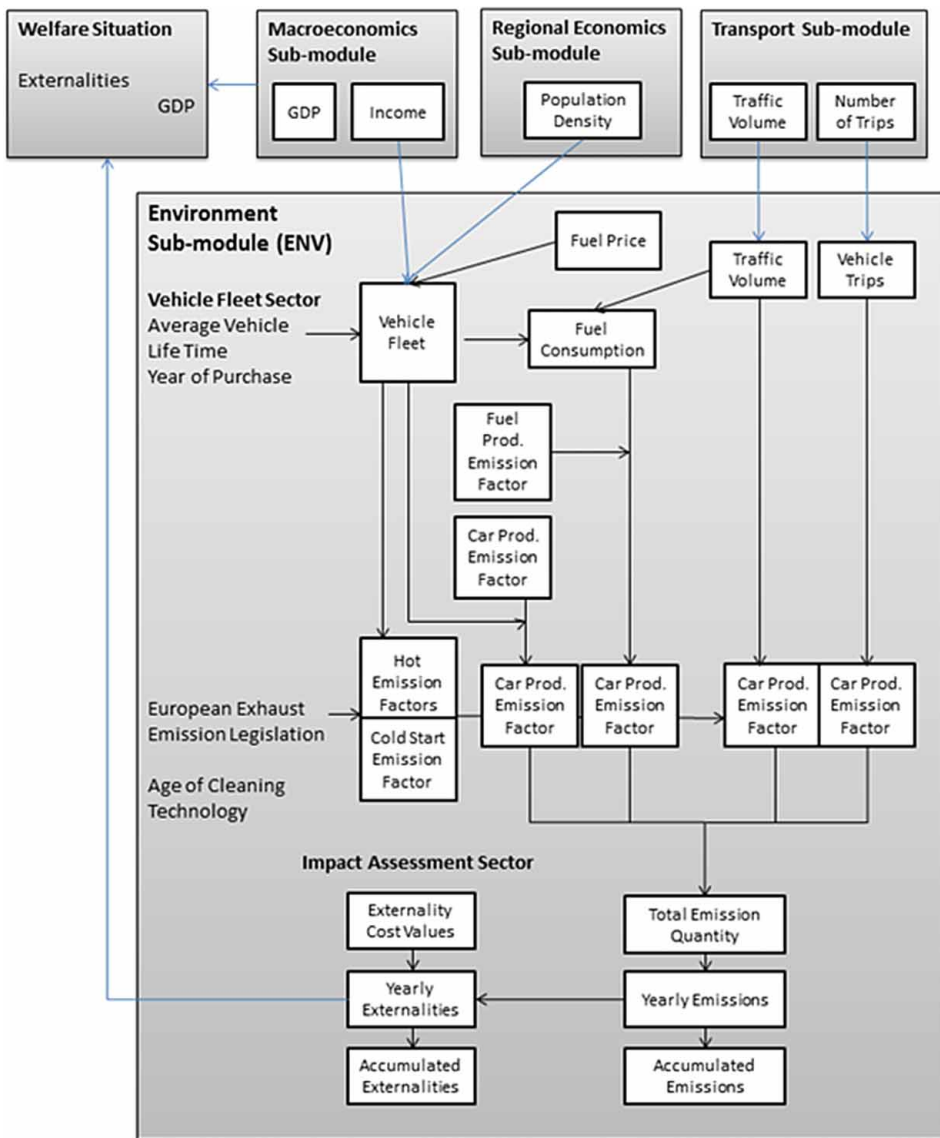 Welfare Situation
Externalities
GDP
Macroeconomics
Sub-module
GDP
Income
Regional Economics
Sub-module
Population
Density
Transport Sub-module
Traffic
Volume
Number
of Trips
Environment
Sub-module (ENV)
Fuel Price
Traffic
Volume
Vehicle
Trips
Vehicle Fleet Sector
Average Vehicle
Life Time
Year of Purchase
Vehicle
Fleet
Fuel
Consumption
Fuel
Prod.
Emission
Factor
Car Prod.
Emission
Factor
European Exhaust
Emission Legislation
Age of Cleaning
Technology
Hot
Emission
Factors
Cold Start
Emission
Factor
Car Prod.
Emission
Factor
Car Prod.
Emission
Factor
Car Prod.
Emission
Factor
Car Prod.
Emission
Factor
Impact Assessment Sector
Externality
Cost Values
Total Emission
Quantity
Yearly
Externalities
Yearly Emissions
Accumulated
Externalities
Accumulated
Emissions